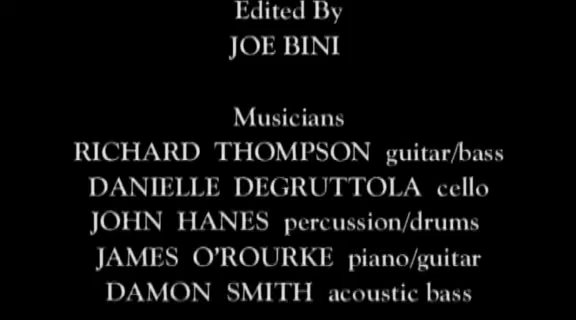 Edited By
JOE BINI
Musicians
RICHARD THOMPSON guitar/bass
DANIELLE DEGRUTTOLA cello
JOHN HANES percussion/drums
JAMES O'ROURKE piano/guitar
DAMON SMITH acoustic bass